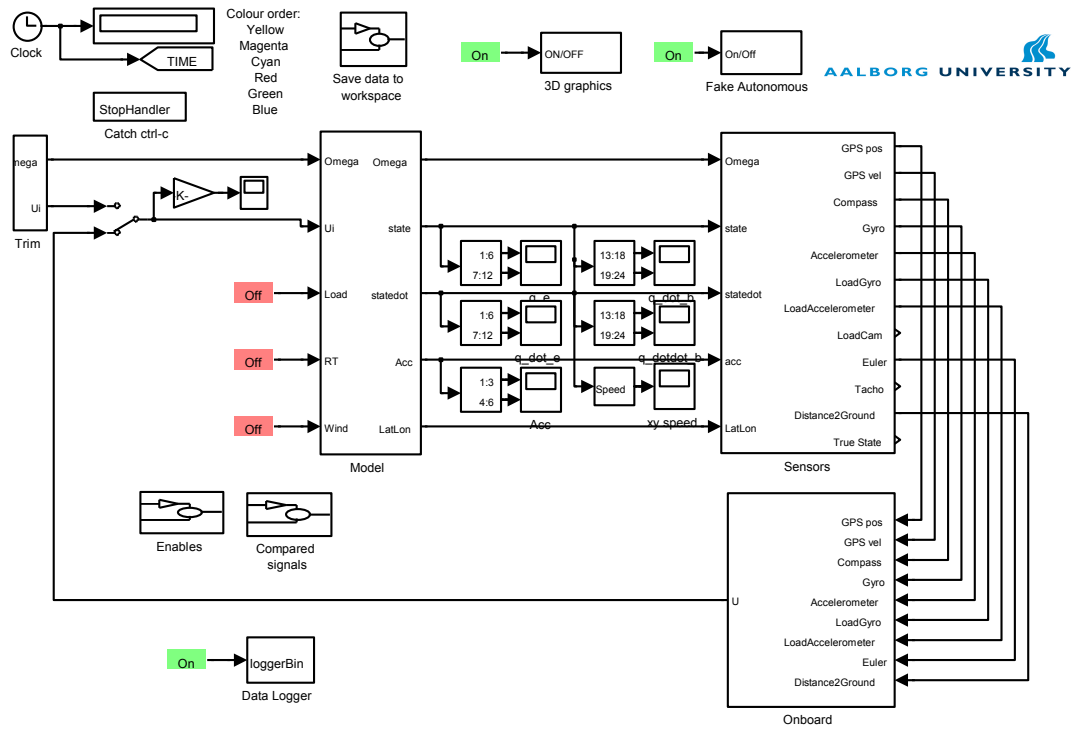 Clock
TIME
Colour order:
Yellow
Magenta
Cyan
Red
Green
Blue
Save data to
workspace
On
ON/OFF
3D graphics
On
On/Off
Fake Autonomous
AALBORG UNIVERSITY
StopHandler
Catch ctrl-c
mega
Ui
Trim
K-
Omega
Ui
Load
RT
Wind
Omega
state
statedot
Acc
LatLon
Model
Off
Off
Off
1:6
7:12
q_e
13:18
19:24
q_dot_b
1:6
7:12
q_dot_e
13:18
19:24
q_dotdot_b
1:3
4:6
Acc
Speed
xy speed
Omega
state
statedot
acc
LatLon
GPS pos
GPS vel
Compass
Gyro
Accelerometer
LoadGyro
LoadAccelerometer
LoadCam
Euler
Tacho
Distance2Ground
True State
Sensors
Enables
Compared
signals
U
GPS pos
GPS vel
Compass
Gyro
Accelerometer
LoadGyro
LoadAccelerometer
Euler
Distance2Ground
Onboard
On
loggerBin
Data Logger